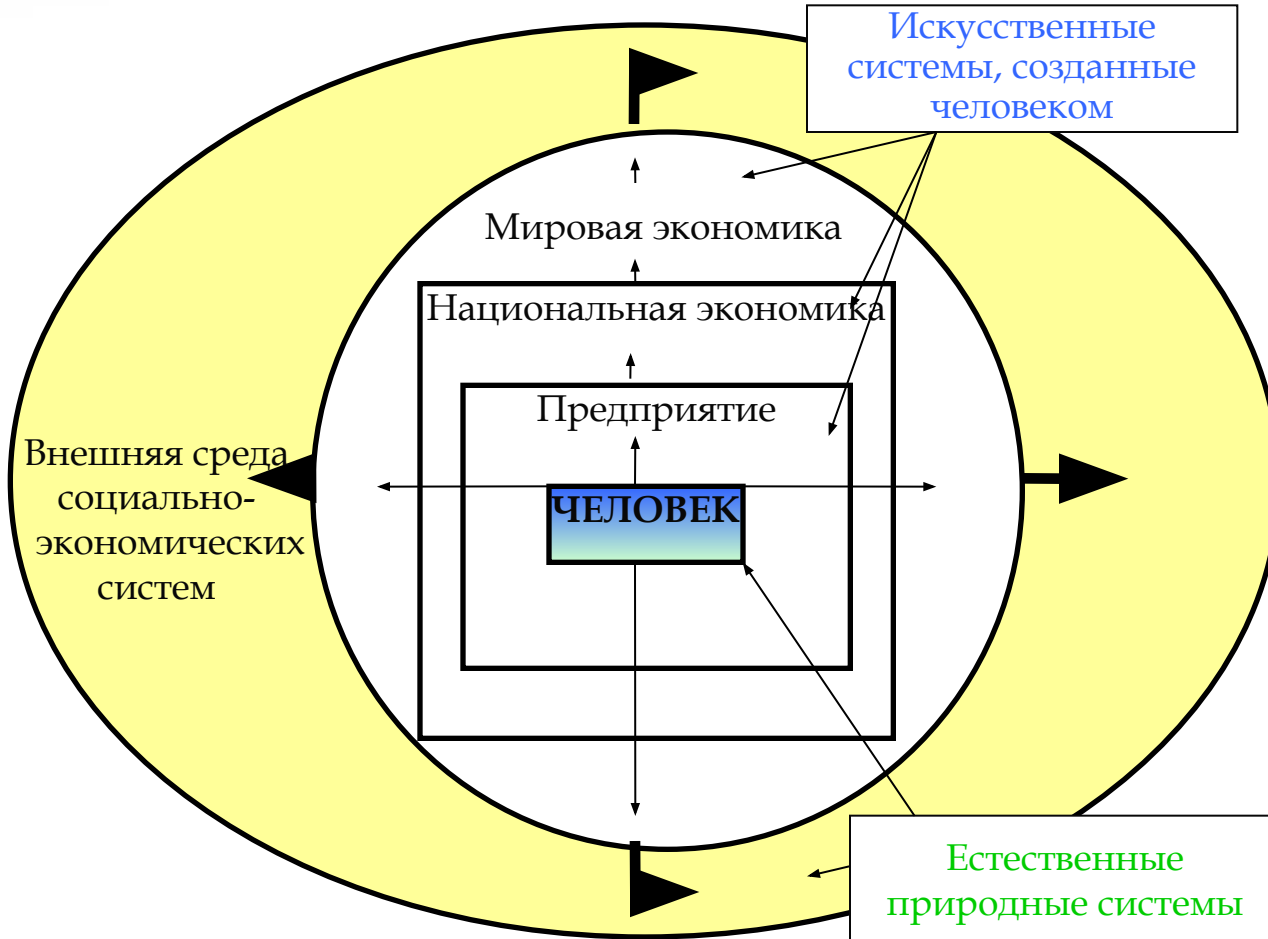 Искусственные
системы, созданные
человеком
Мировая экономика
Национальная экономика
Предприятие
ЧЕЛОВЕК
Внешняя среда
социально-
экономических
систем
Естественные
природные системы